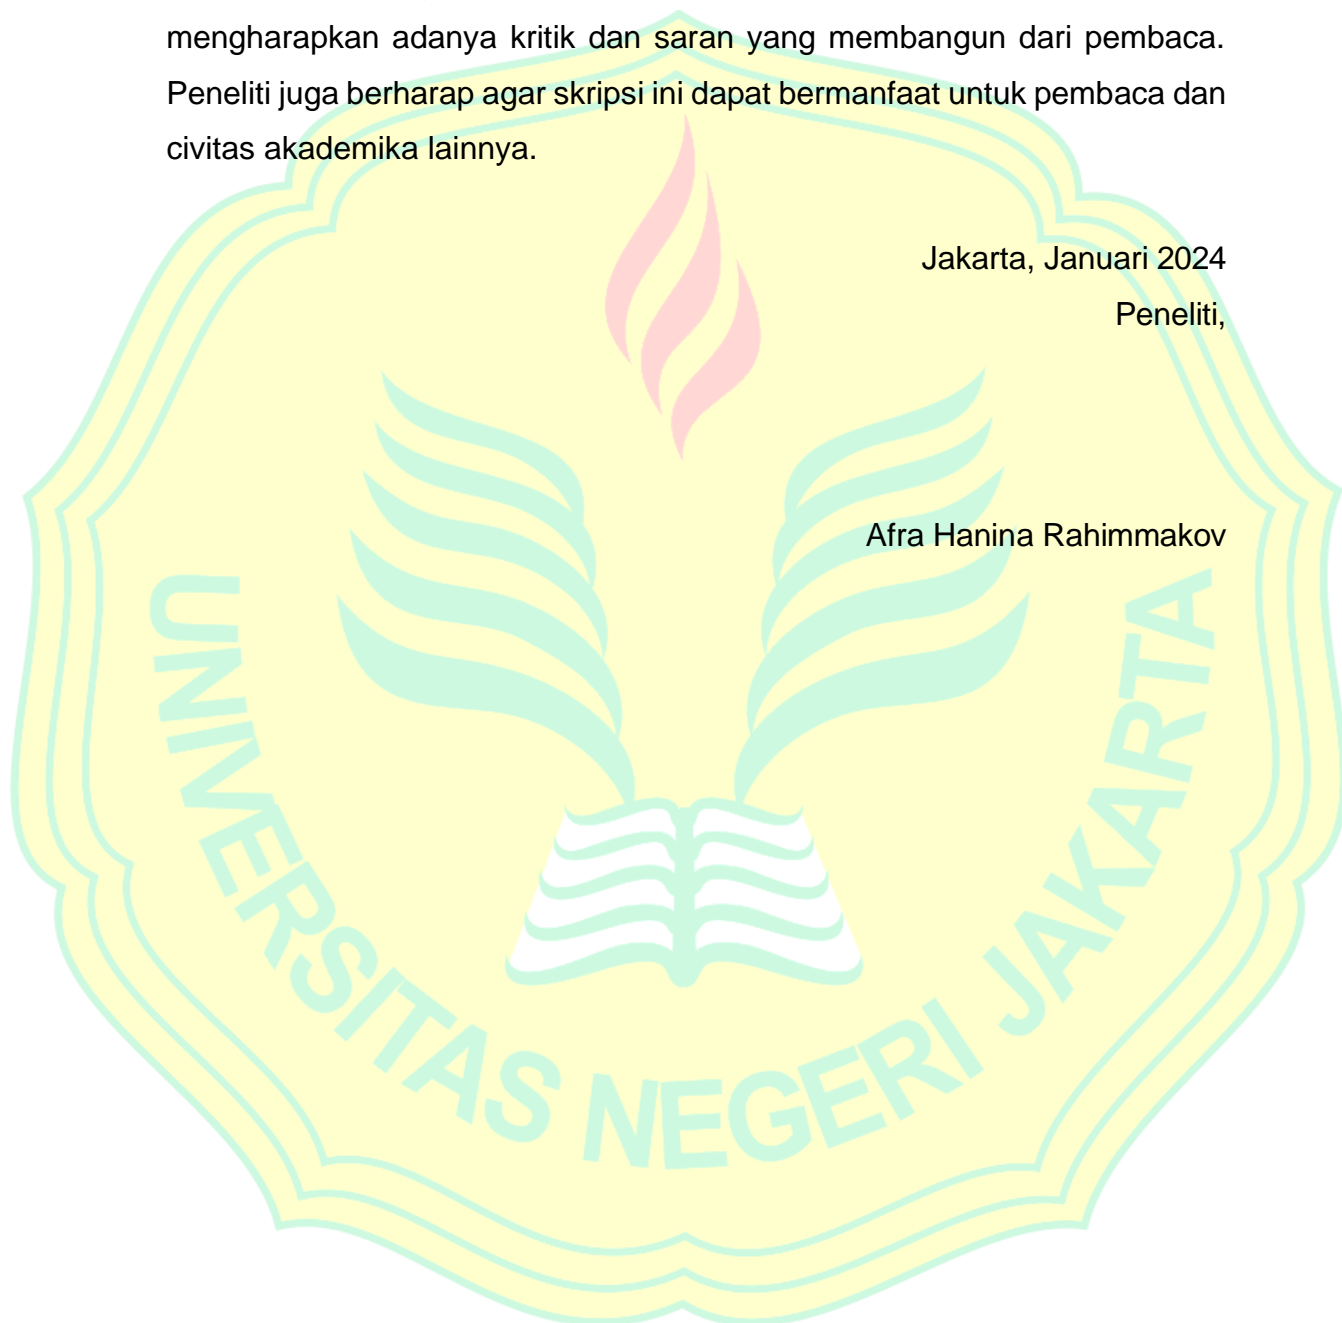 mengharapkan adanya kritik dan saran yang membangun dari pembaca.
Peneliti juga berharap agar skripsi ini dapat bermanfaat untuk pembaca dan
civitas akademika lainnya.
Jakarta, Januari 2024
Peneliti,
Afra Hanina Rahimmakov
UNIVERSITAS NEGERI JAKARTA